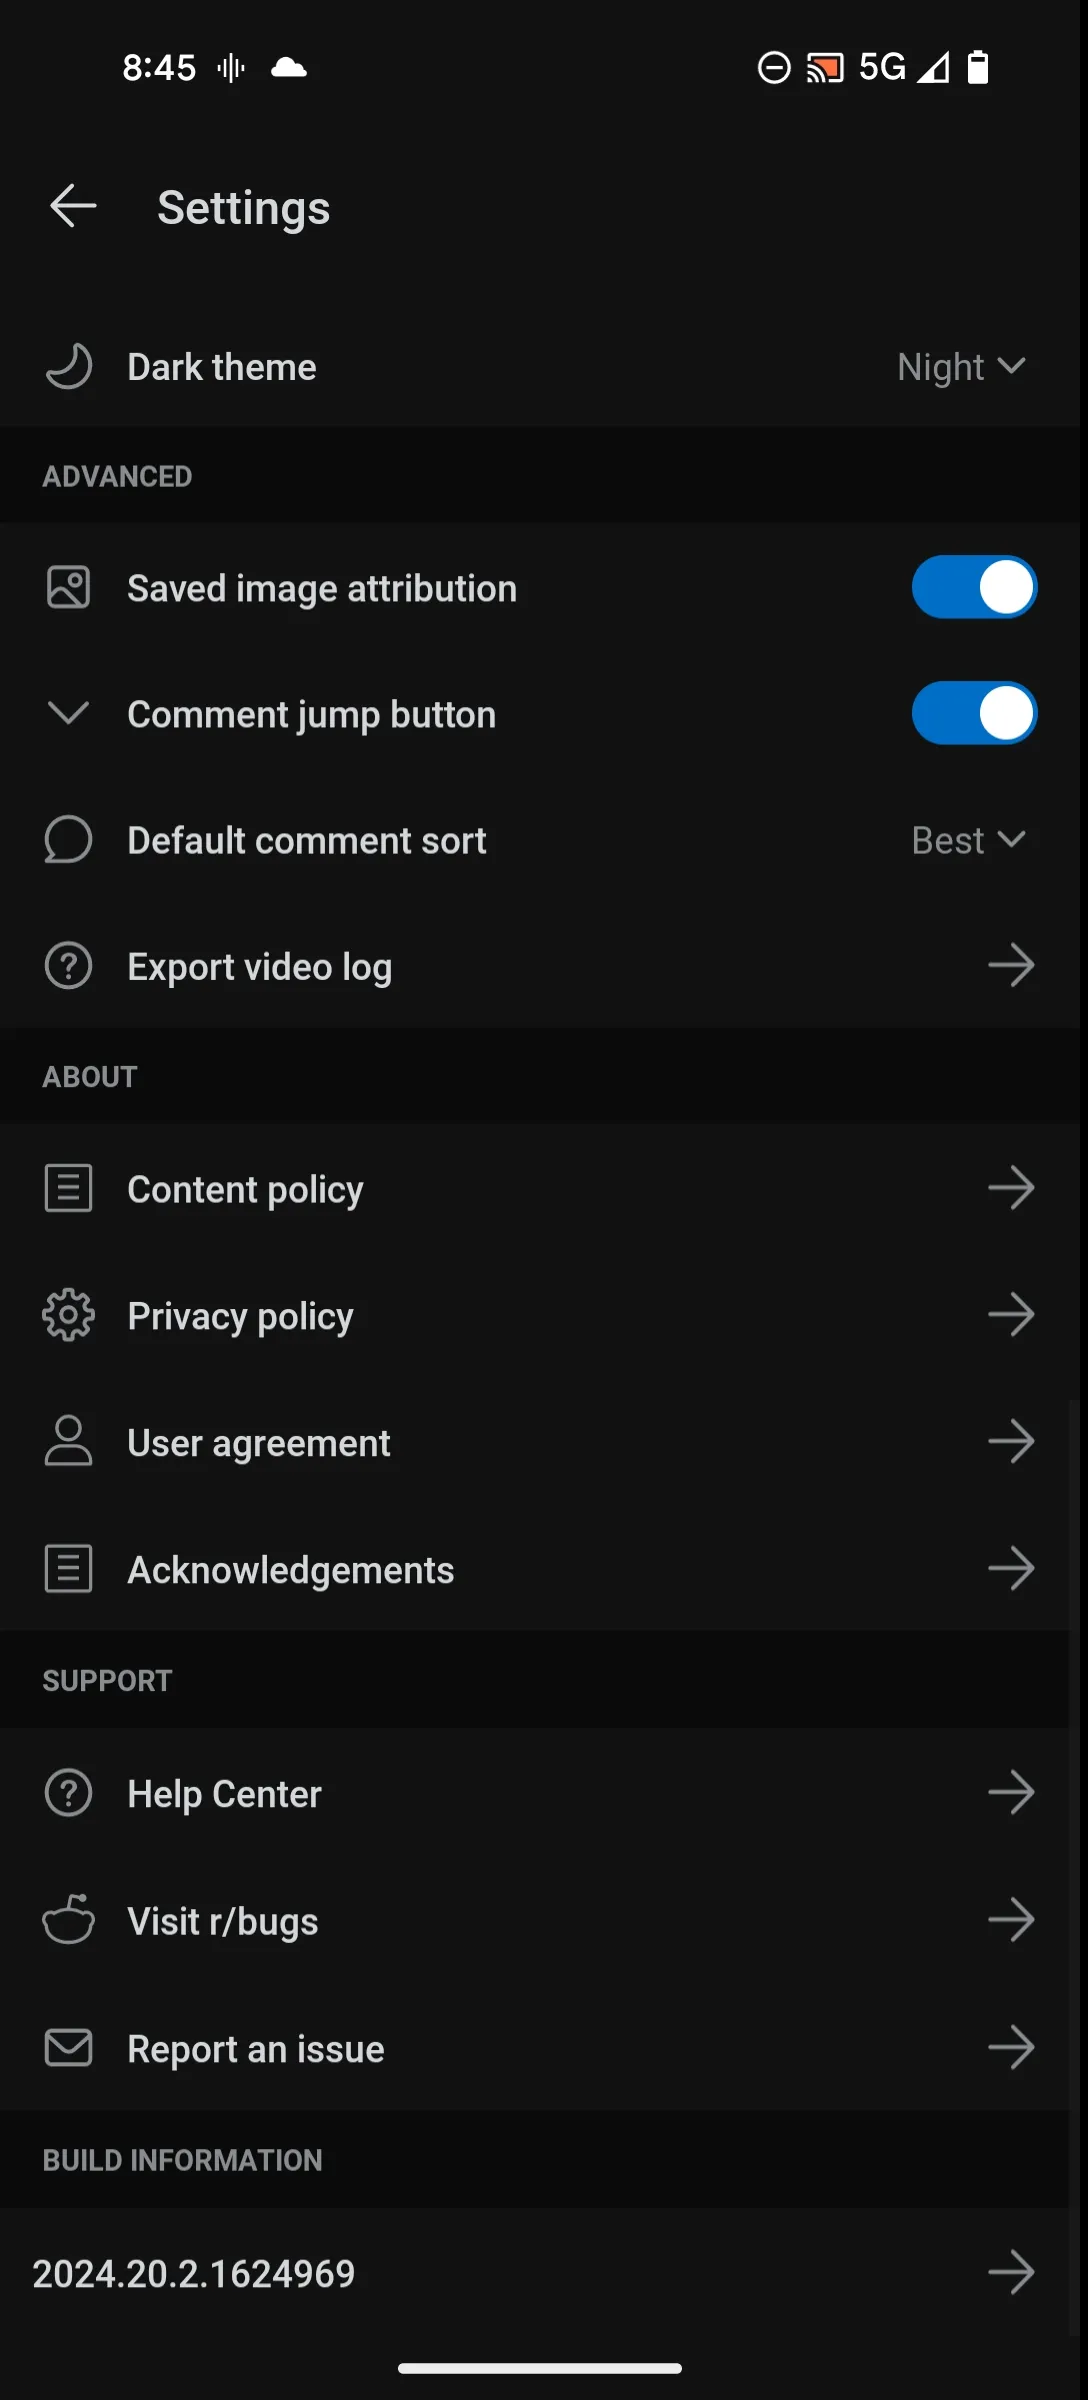 8:45 5G
Settings
Dark theme Night
ADVANCED
Saved image attribution
Comment jump button
Default comment sort Best
Export video log
ABOUT
Content policy
Privacy policy
User agreement
Acknowledgements
SUPPORT
Help Center
Visit r/bugs
Report an issue
BUILD INFORMATION
2024.20.2.1624969